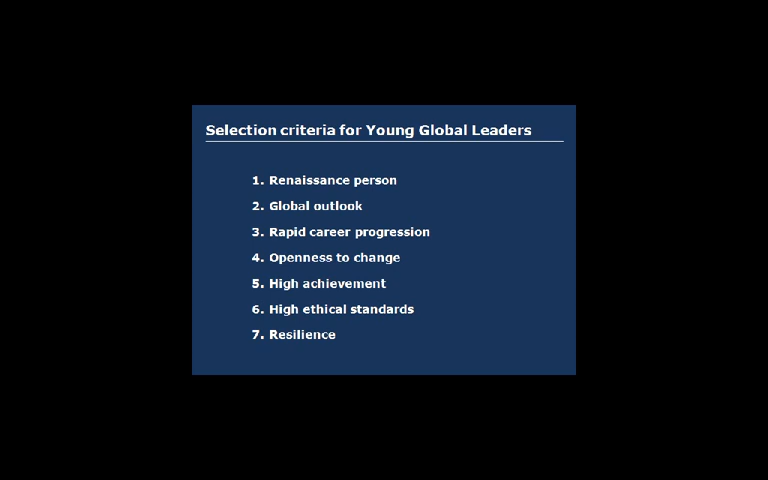 Selection criteria for Young Global Leaders
1. Renaissance person
2. Global outlook
3. Rapid career progression
4. Openness to change
5. High achievement
6. High ethical standards
7. Resilience